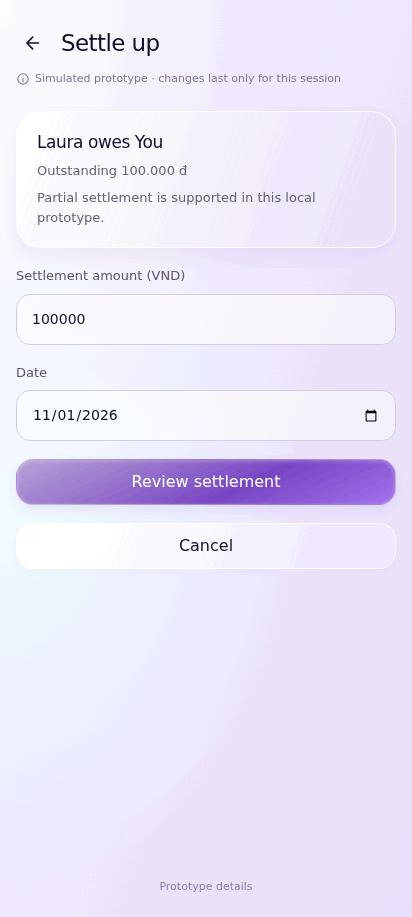 Settle up
Simulated prototype · changes last only for this session
Laura owes You
Outstanding 100.000 đ
Partial settlement is supported in this local
prototype.
Settlement amount (VND)
100000
Date
11/01/2026
Review settlement
Cancel
Prototype details